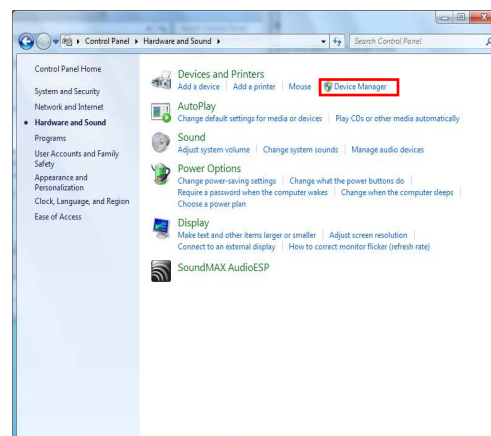 Control Panel ▸ Hardware and Sound ▸
Search Control Panel
Control Panel Home
System and Security
Network and Internet
Hardware and Sound
Programs
User Accounts and Family
Safety
Appearance and
Personalization
Clock, Language, and Region
Ease of Access
Devices and Printers
Add a device | Add a printer | Mouse | Device Manager
AutoPlay
Change default settings for media or devices | Play CDs or other media automatically
Sound
Adjust system volume | Change system sounds | Manage audio devices
Power Options
Change power-saving settings | Change what the power buttons do |
Require a password when the computer wakes | Change when the computer sleeps |
Choose a power plan
Display
Make text and other items larger or smaller | Adjust screen resolution |
Connect to an external display | How to correct monitor flicker (refresh rate)
SoundMAX AudioESP